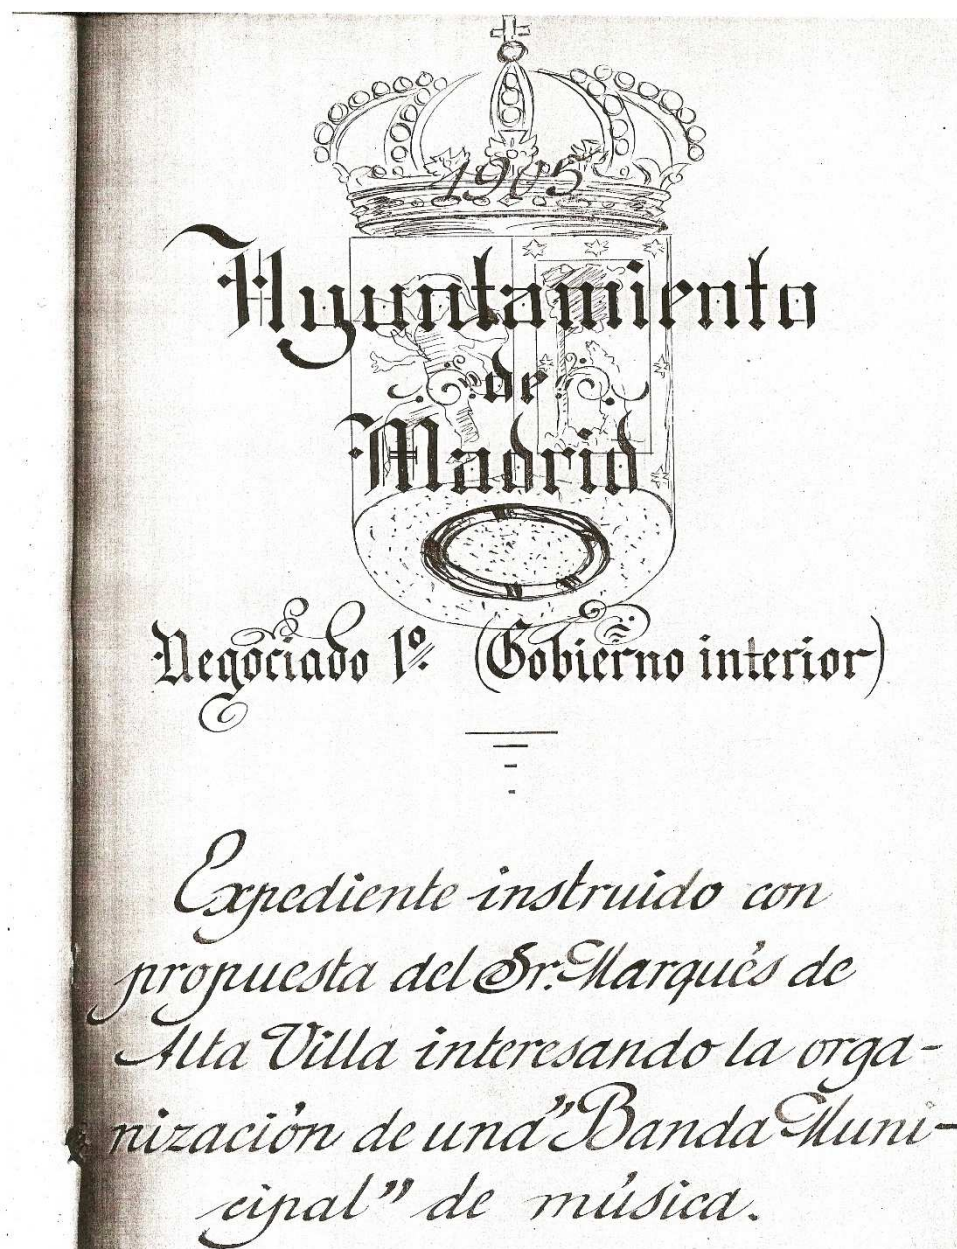 1905
Ayuntamiento
de
Madrid
Negociado 1º. (Gobierno interior)
Expediente instruido con
propuesta del Sr. Marqués de
Alta Villa interesando la orga-
nización de una "Banda Muni-
cipal" de música.